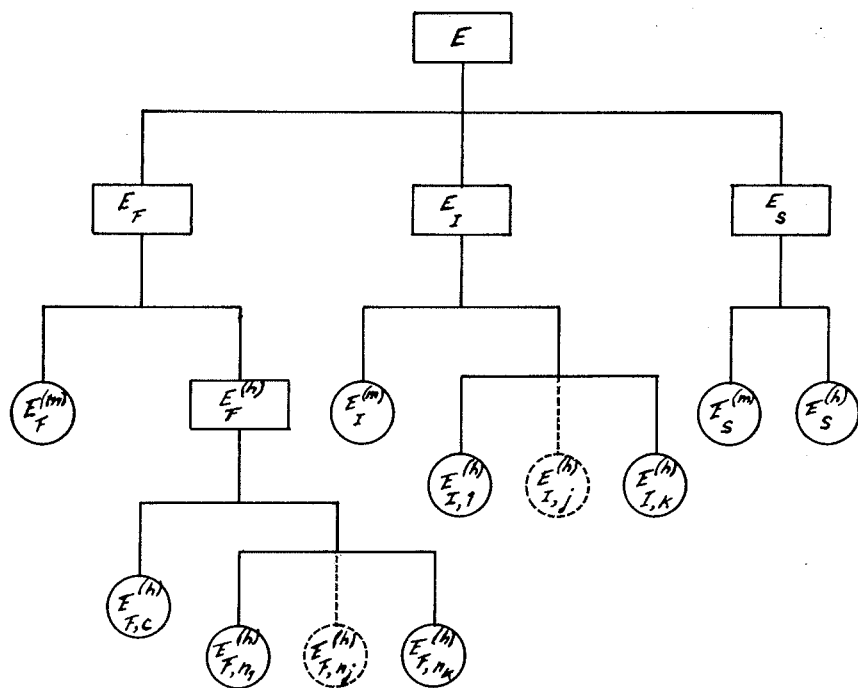 E
E_F
E_I
E_S
E_F^(m)
E_F^(h)
E_I^(m)
E_S^(m)
E_S^(h)
E_I,1^(h)
E_I,j^(h)
E_I,k^(h)
E_F,c^(h)
E_F,n_1^(h)
E_F,n_j^(h)
E_F,n_k^(h)